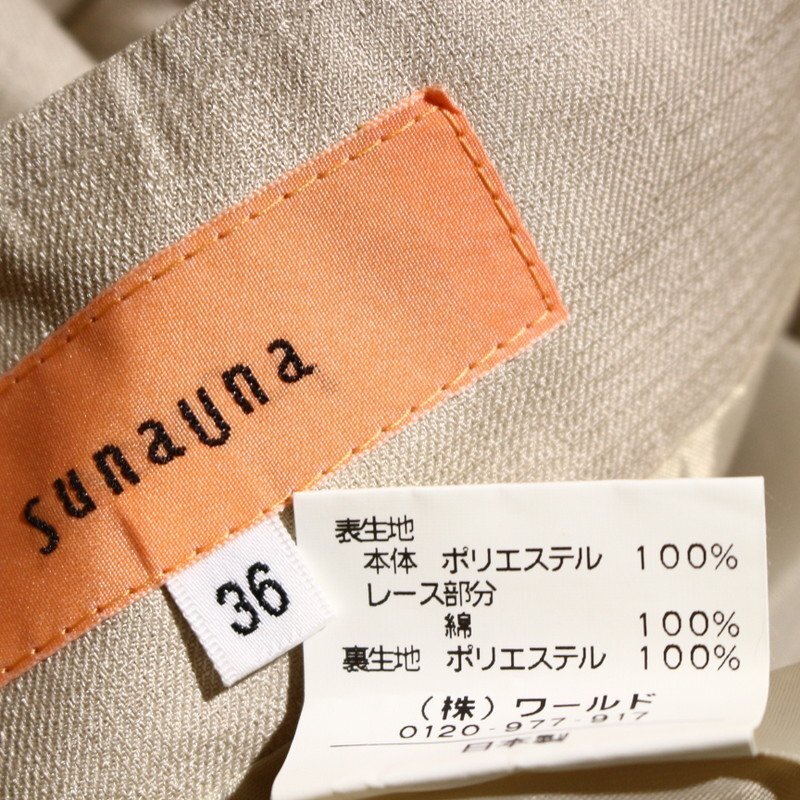 sunauna
36
表生地
本体 ポリエステル 100%
レース部分
綿 100%
裏生地 ポリエステル 100%
(株)ワールド
0120-977-917
日本製